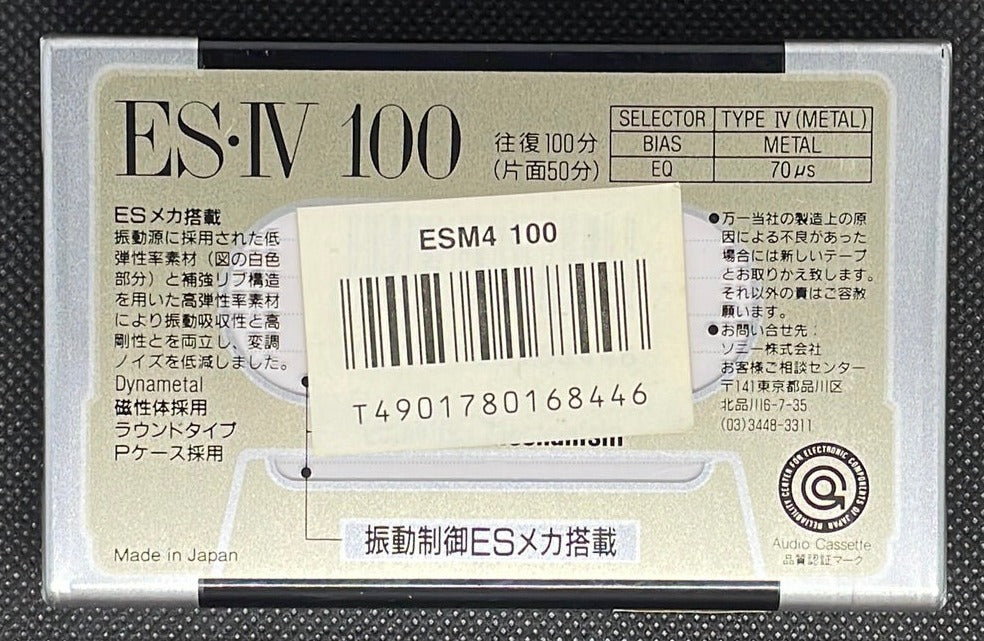 ES·IV 100
往復100分
(片面50分)
SELECTOR TYPE IV (METAL)
BIAS METAL
EQ 70μs
ESメカ搭載
振動源に採用された低
弾性率素材(図の白色
部分)と補強リブ構造
を用いた高弾性率素材
により振動吸収性と高
剛性とを両立し、変調
ノイズを低減しました。
Dynametal
磁性体採用
ラウンドタイプ
Pケース採用
Made in Japan
ESM4 100
T4901780168446
振動制御ESメカ搭載
●万一当社の製造上の原
因による不良があった
場合には新しいテープ
とお取りかえ致します。
それ以外の責はご容赦
願います。
●お問い合せ先:
ソニー株式会社
お客様ご相談センター
〒141東京都品川区
北品川6-7-35
(03)3448-3311
RELIABILITY CENTER FOR ELECTRONIC COMPONENTS OF JAPAN
Audio Cassette
品質認証マーク